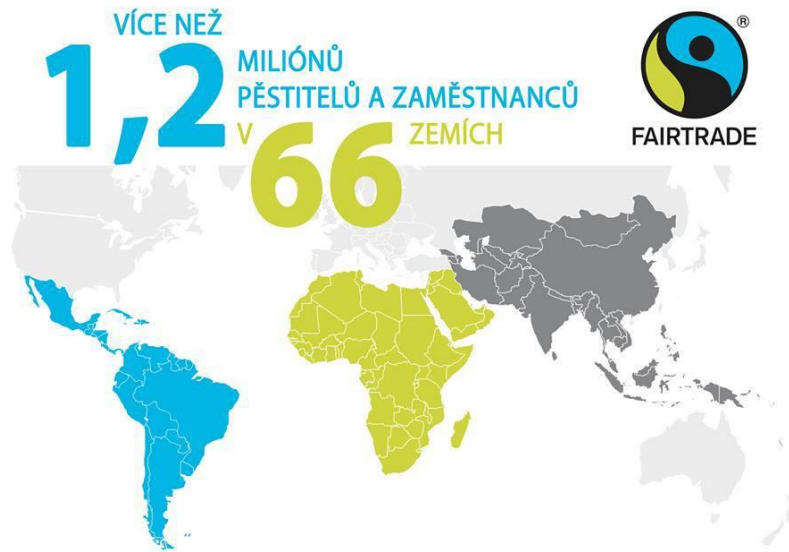 VÍCE NEŽ
1,2 MILIÓNŮ
PĚSTITELŮ A ZAMĚSTNANCŮ
V 66 ZEMÍCH
®
FAIRTRADE